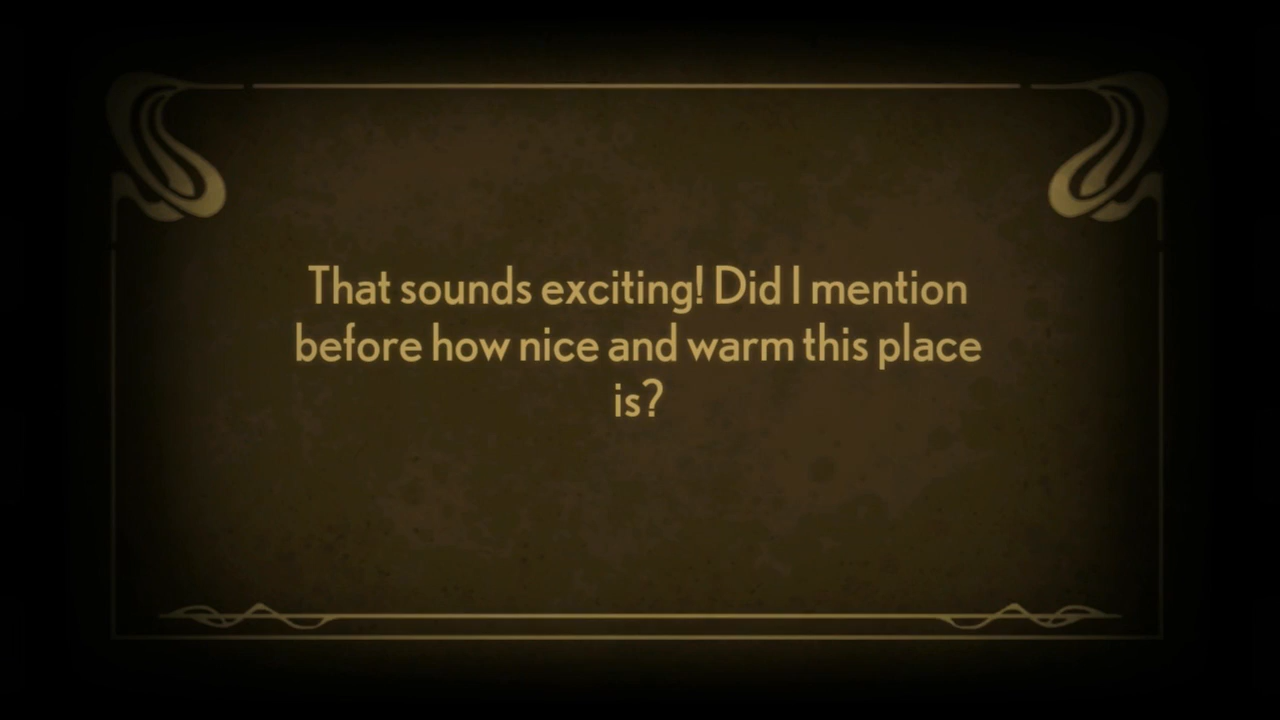 That sounds exciting! Did I mention
before how nice and warm this place
is?